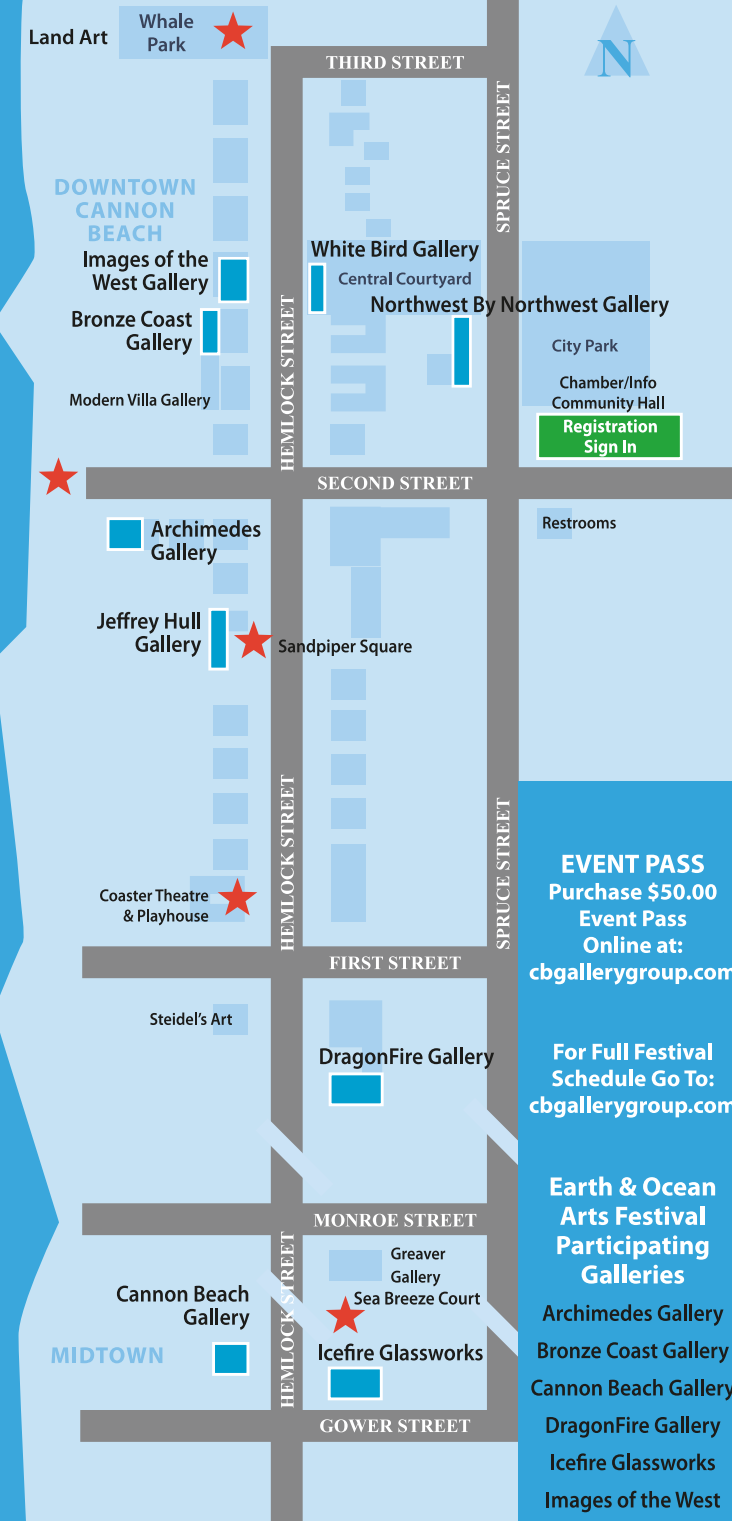 Land Art
Whale
Park
N
THIRD STREET
SPRUCE STREET
DOWNTOWN
CANNON
BEACH
Images of the
West Gallery
White Bird Gallery
Central Courtyard
Northwest By Northwest Gallery
Bronze Coast
Gallery
HEMLOCK STREET
City Park
Modern Villa Gallery
Chamber/Info
Community Hall
Registration
Sign In
SECOND STREET
Archimedes
Gallery
Restrooms
Jeffrey Hull
Gallery
Sandpiper Square
HEMLOCK STREET
SPRUCE STREET
Coaster Theatre
& Playhouse
FIRST STREET
Steidel's Art
DragonFire Gallery
MONROE STREET
Greaver
Gallery
Sea Breeze Court
HEMLOCK STREET
Cannon Beach
Gallery
MIDTOWN
Icefire Glassworks
GOWER STREET
EVENT PASS
Purchase $50.00
Event Pass
Online at:
cbgallerygroup.com
For Full Festival
Schedule Go To:
cbgallerygroup.com
Earth & Ocean
Arts Festival
Participating
Galleries
Archimedes Gallery
Bronze Coast Gallery
Cannon Beach Gallery
DragonFire Gallery
Icefire Glassworks
Images of the West